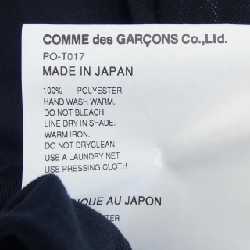 COMME des GARÇONS Co.,Ltd.
PO-T017
MADE IN JAPAN
100% POLYESTER
HAND WASH WARM.
DO NOT BLEACH
LINE DRY IN SHADE.
WARM IRON.
DO NOT DRYCLEAN.
USE A LAUNDRY NET
USE PRESSING CLOTH
AU JAPON